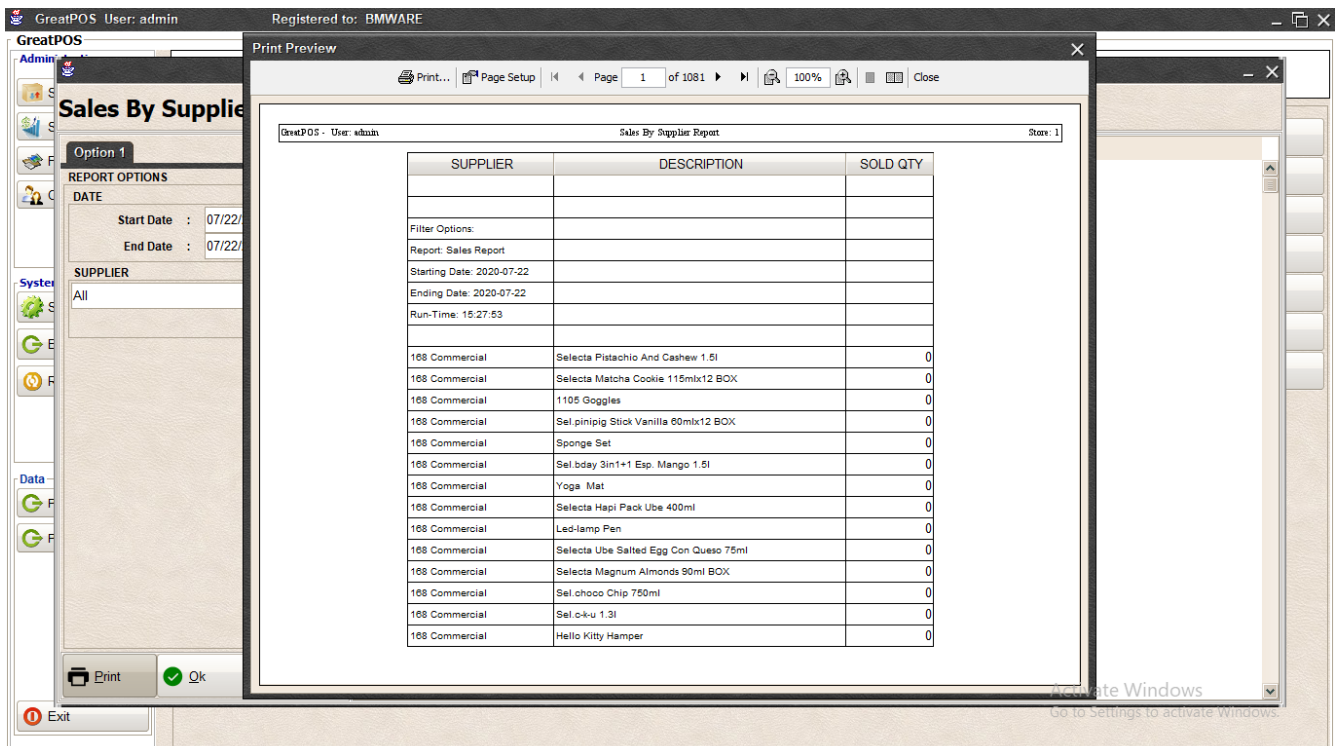 GreatPOS User: admin Registered to: BMWARE
GreatPOS
Print Preview
Print... Page Setup Page 1 of 1081 100% Close
Sales By Supplie
Option 1
REPORT OPTIONS
DATE
Start Date : 07/22/
End Date : 07/22/
SUPPLIER
All
Print Ok
Data
Exit
GreatPOS - User: admin Sales By Supplier Report Store: 1
SUPPLIER DESCRIPTION SOLD QTY
Filter Options:
Report: Sales Report
Starting Date: 2020-07-22
Ending Date: 2020-07-22
Run-Time: 15:27:53
168 Commercial Selecta Pistachio And Cashew 1.5l 0
168 Commercial Selecta Matcha Cookie 115mlx12 BOX 0
168 Commercial 1105 Goggles 0
168 Commercial Sel.pinipig Stick Vanilla 60mlx12 BOX 0
168 Commercial Sponge Set 0
168 Commercial Sel.bday 3in1+1 Esp. Mango 1.5l 0
168 Commercial Yoga Mat 0
168 Commercial Selecta Hapi Pack Ube 400ml 0
168 Commercial Led-lamp Pen 0
168 Commercial Selecta Ube Salted Egg Con Queso 75ml 0
168 Commercial Selecta Magnum Almonds 90ml BOX 0
168 Commercial Sel.choco Chip 750ml 0
168 Commercial Sel.c-k-u 1.3l 0
168 Commercial Hello Kitty Hamper 0
Activate Windows
Go to Settings to activate Windows.